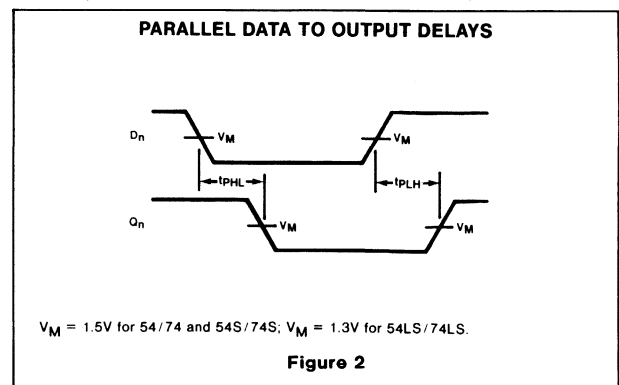 PARALLEL DATA TO OUTPUT DELAYS
Dn
VM
VM
tPHL
tPLH
Qn
VM
VM
VM = 1.5V for 54/74 and 54S/74S; VM = 1.3V for 54LS/74LS.
Figure 2